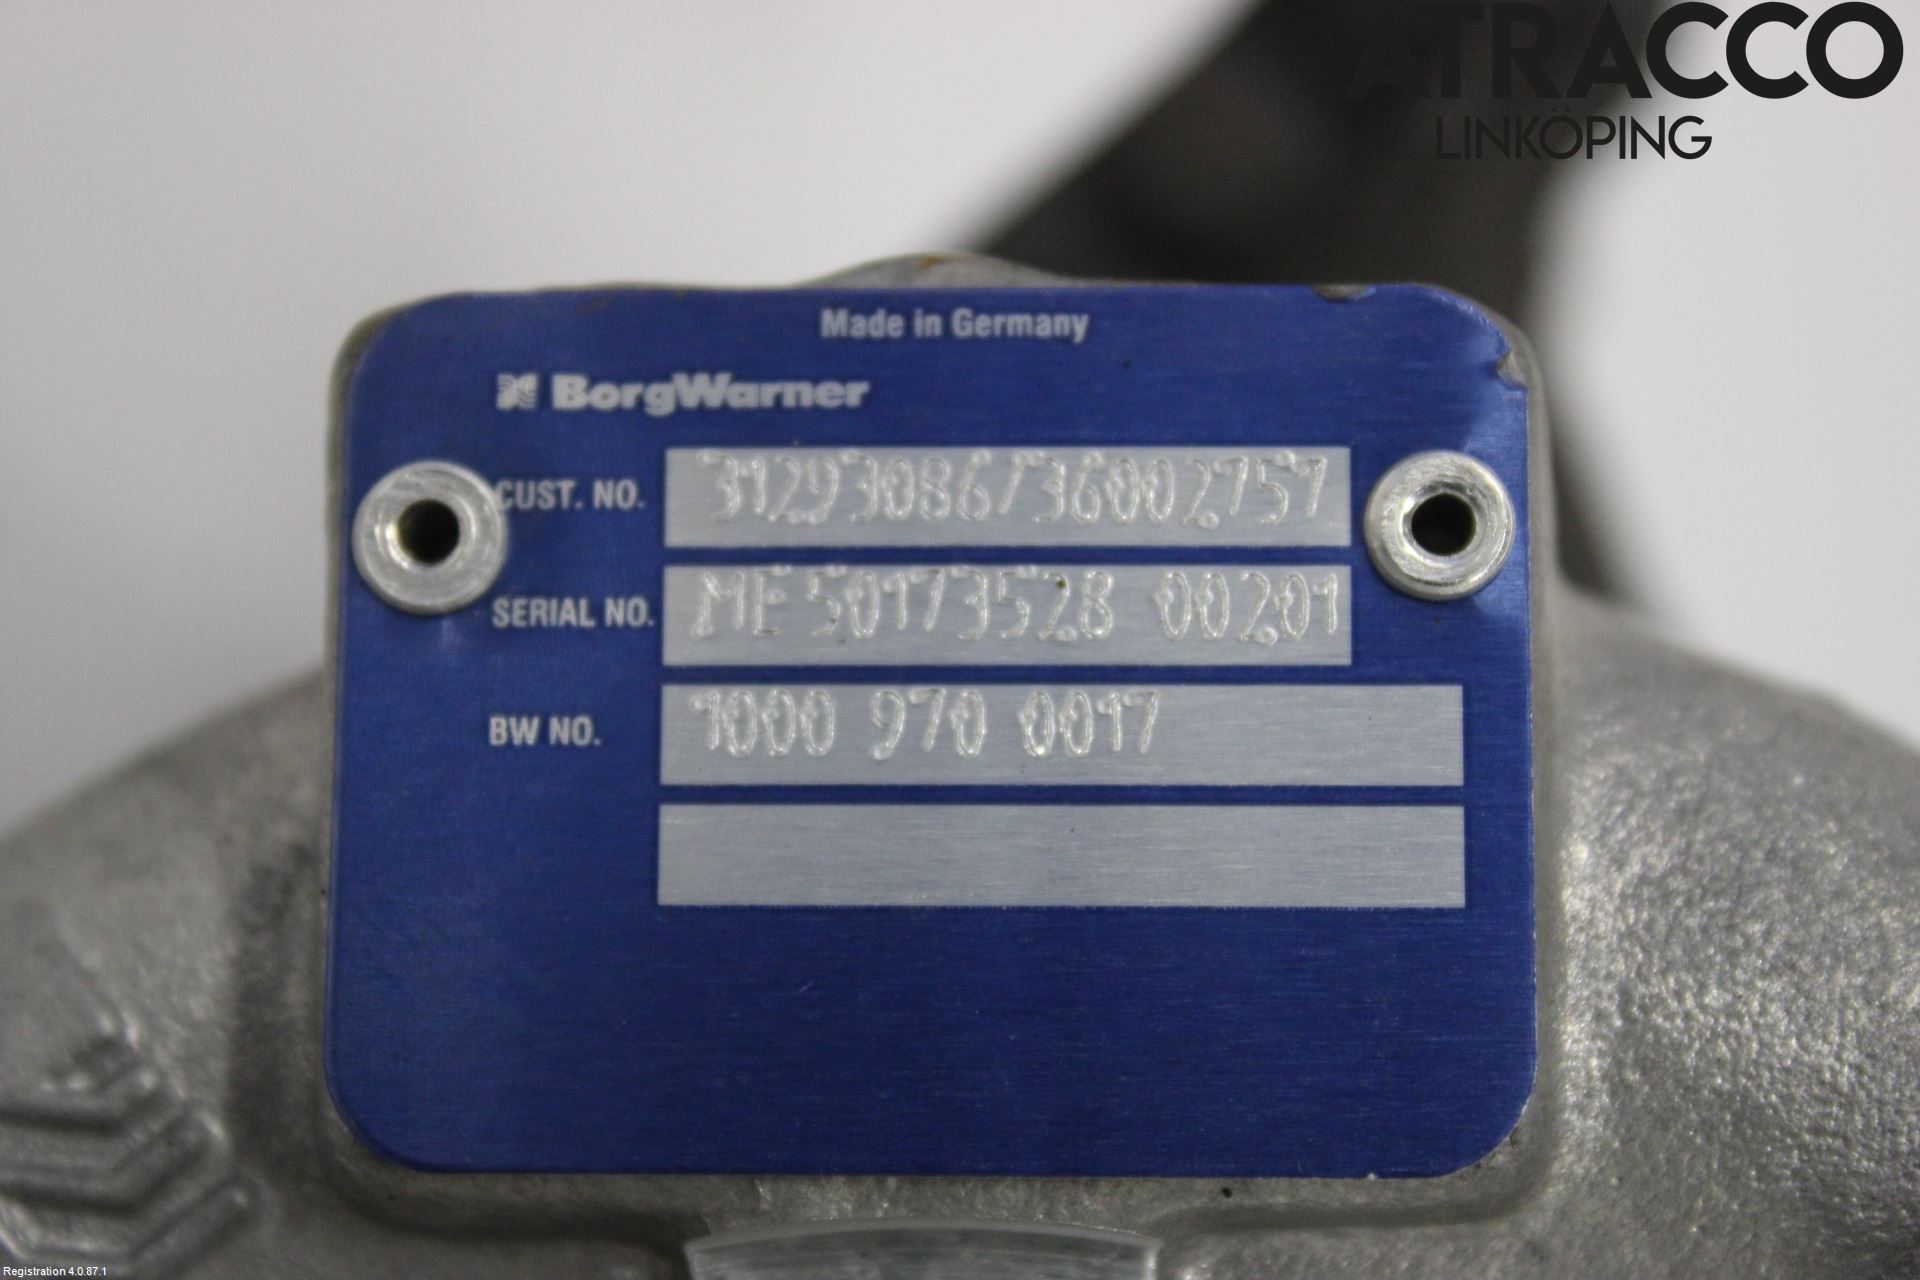 ATRACCO
LINKÖPING
Made in Germany
BorgWarner
CUST. NO. 31293086/36002757
SERIAL NO. ME50173528 00201
BW NO. 1000 970 0017
Registration 4.0.87.1